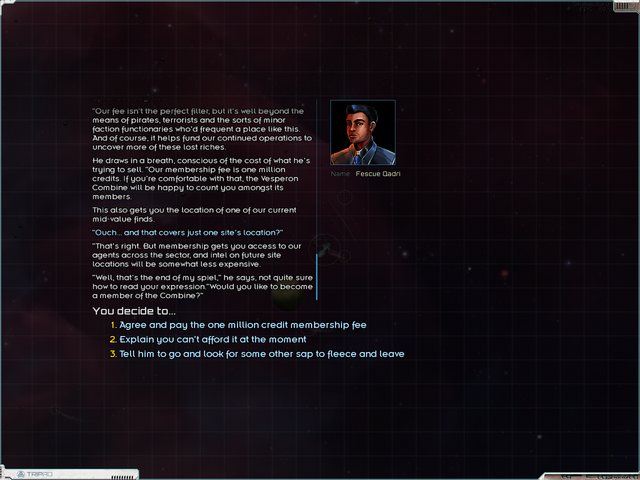 "Our fee isn't the perfect filter, but it's well beyond the
means of pirates, terrorists and the sorts of minor
faction functionaries who'd frequent a place like this.
And of course, it helps fund our continued operations to
uncover more of these lost riches.
He draws in a breath, conscious of the cost of what he's
trying to sell. "Our membership fee is one million
credits. If you're comfortable with that, the Vesperon
Combine will be happy to count you amongst its
members.
This also gets you the location of one of our current
mid-value finds.
"Ouch... and that covers just one site's location?"
"That's right. But membership gets you access to our
agents across the sector, and intel on future site
locations will be somewhat less expensive.
"Well, that's the end of my spiel," he says, not quite sure
how to read your expression."Would you like to become
a member of the Combine?"
Name: Fescue Qadri
You decide to...
1. Agree and pay the one million credit membership fee
2. Explain you can't afford it at the moment
3. Tell him to go and look for some other sap to fleece and leave
TRIPAD